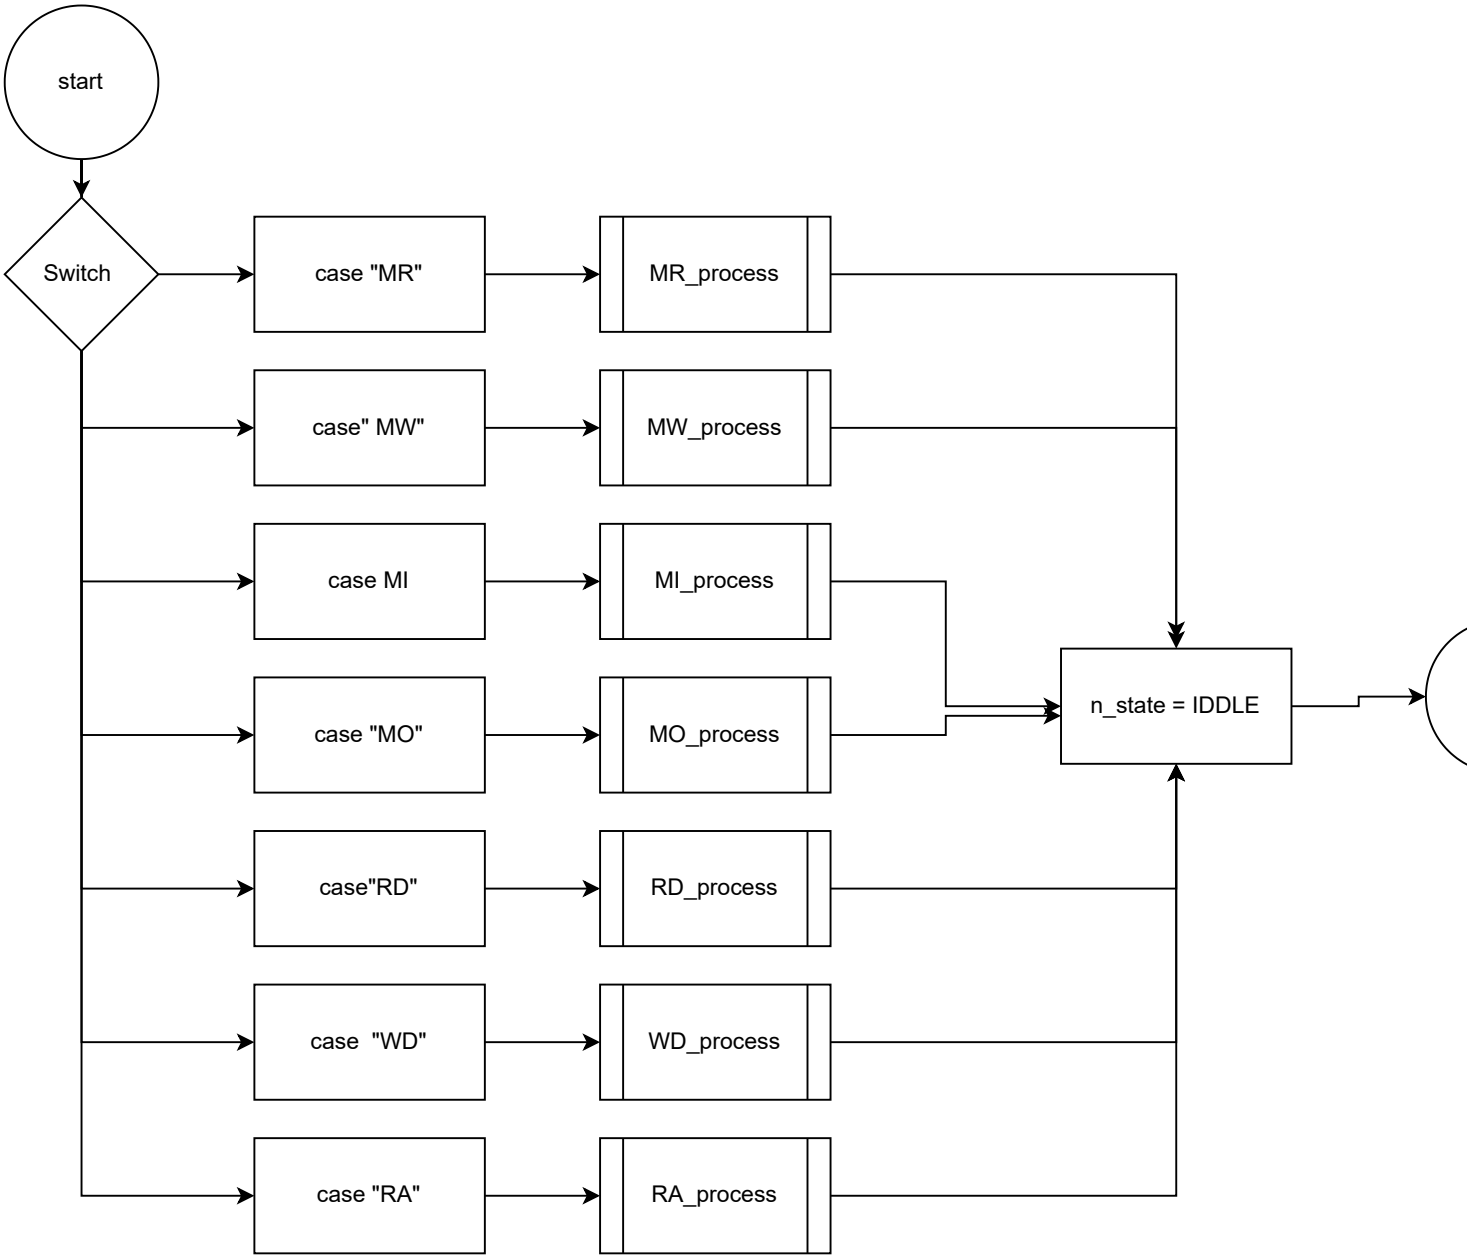 start
Switch
case "MR"
MR_process
case" MW"
MW_process
case MI
MI_process
case "MO"
MO_process
n_state = IDDLE
case"RD"
RD_process
case  "WD"
WD_process
case "RA"
RA_process